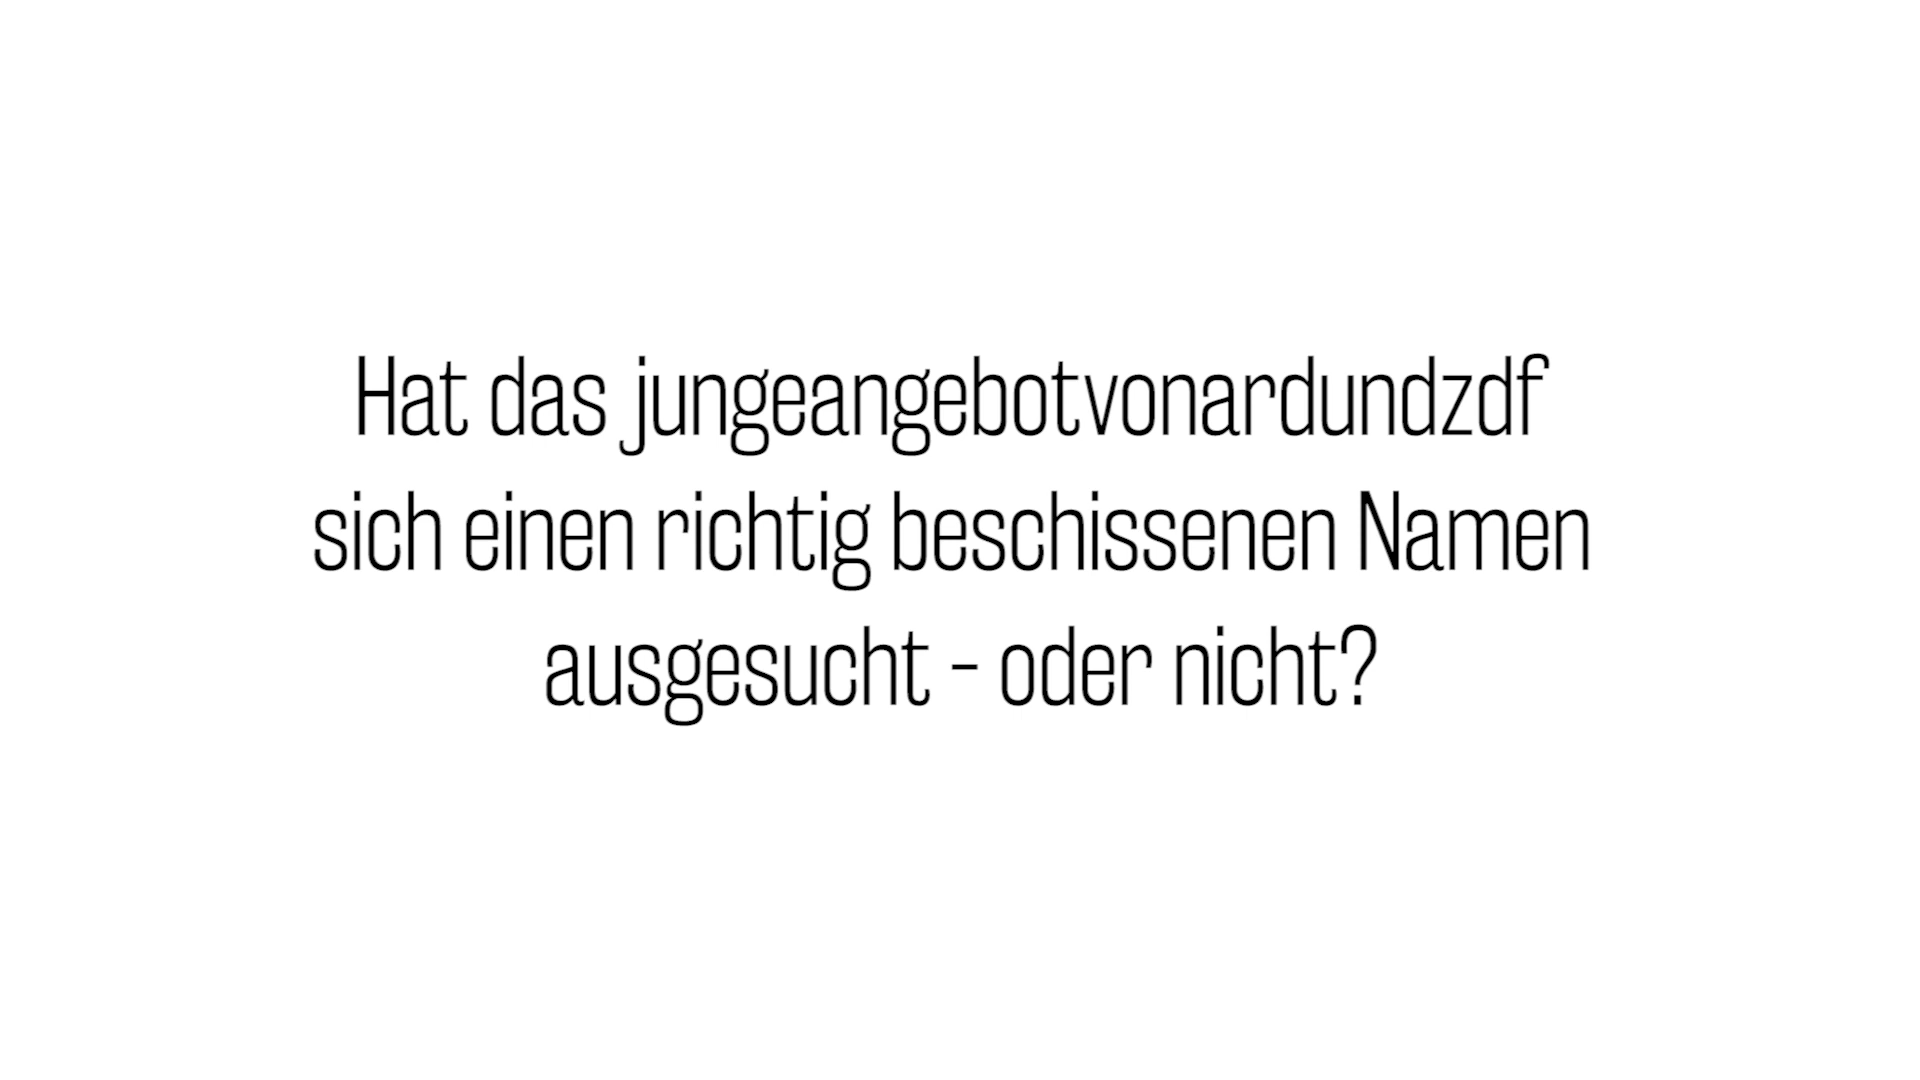 Hat das jungeangebotvonardundzdf
sich einen richtig beschissenen Namen
ausgesucht - oder nicht?